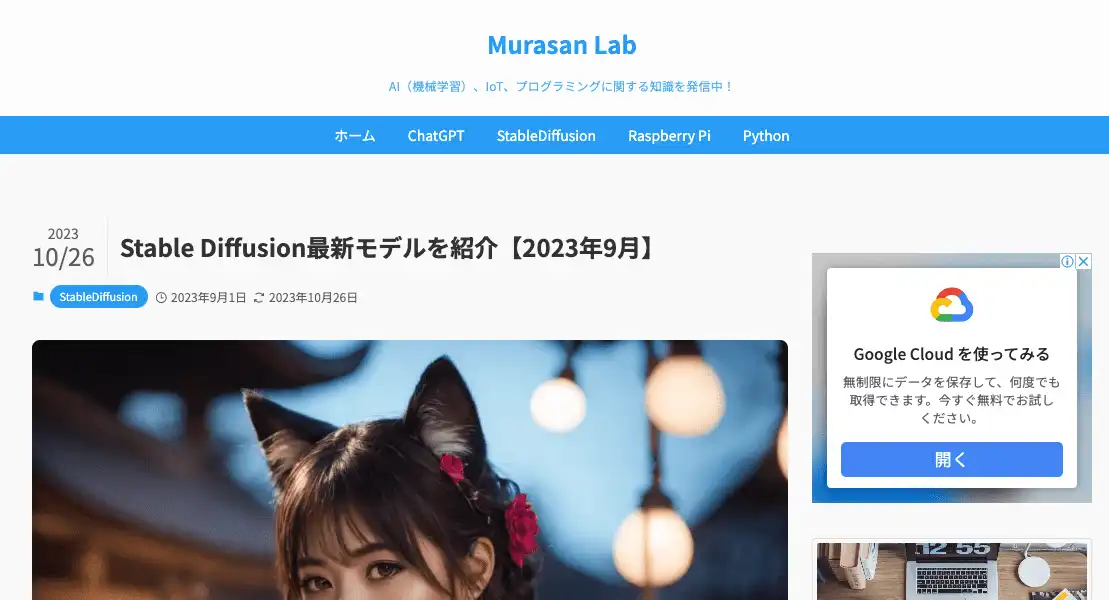 Murasan Lab
AI（機械学習）、IoT、プログラミングに関する知識を発信中！
ホーム ChatGPT StableDiffusion Raspberry Pi Python
2023
10/26
Stable Diffusion最新モデルを紹介【2023年9月】
StableDiffusion 2023年9月1日 2023年10月26日
Google Cloud を使ってみる
無制限にデータを保存して、何度でも
取得できます。今すぐ無料でお試し
ください。
開く
12 55